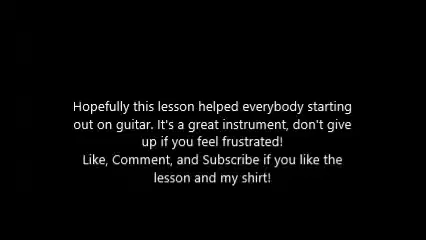 Hopefully this lesson helped everybody starting
out on guitar. It's a great instrument, don't give
up if you feel frustrated!
Like, Comment, and Subscribe if you like the
lesson and my shirt!